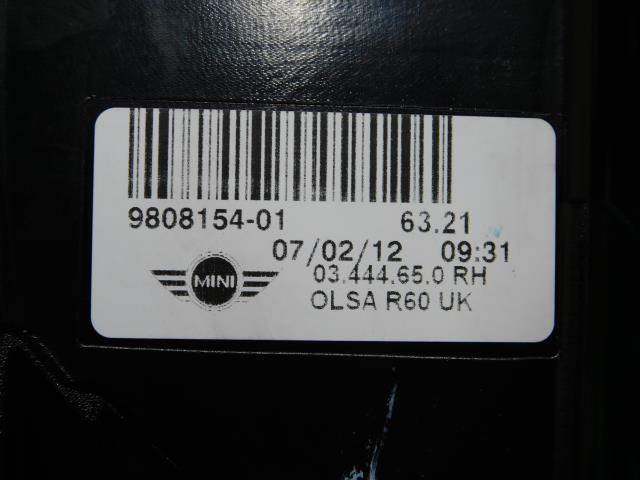 9808154-01 63.21
07/02/12 09:31
03.444.65.0 RH
MINI
OLSA R60 UK